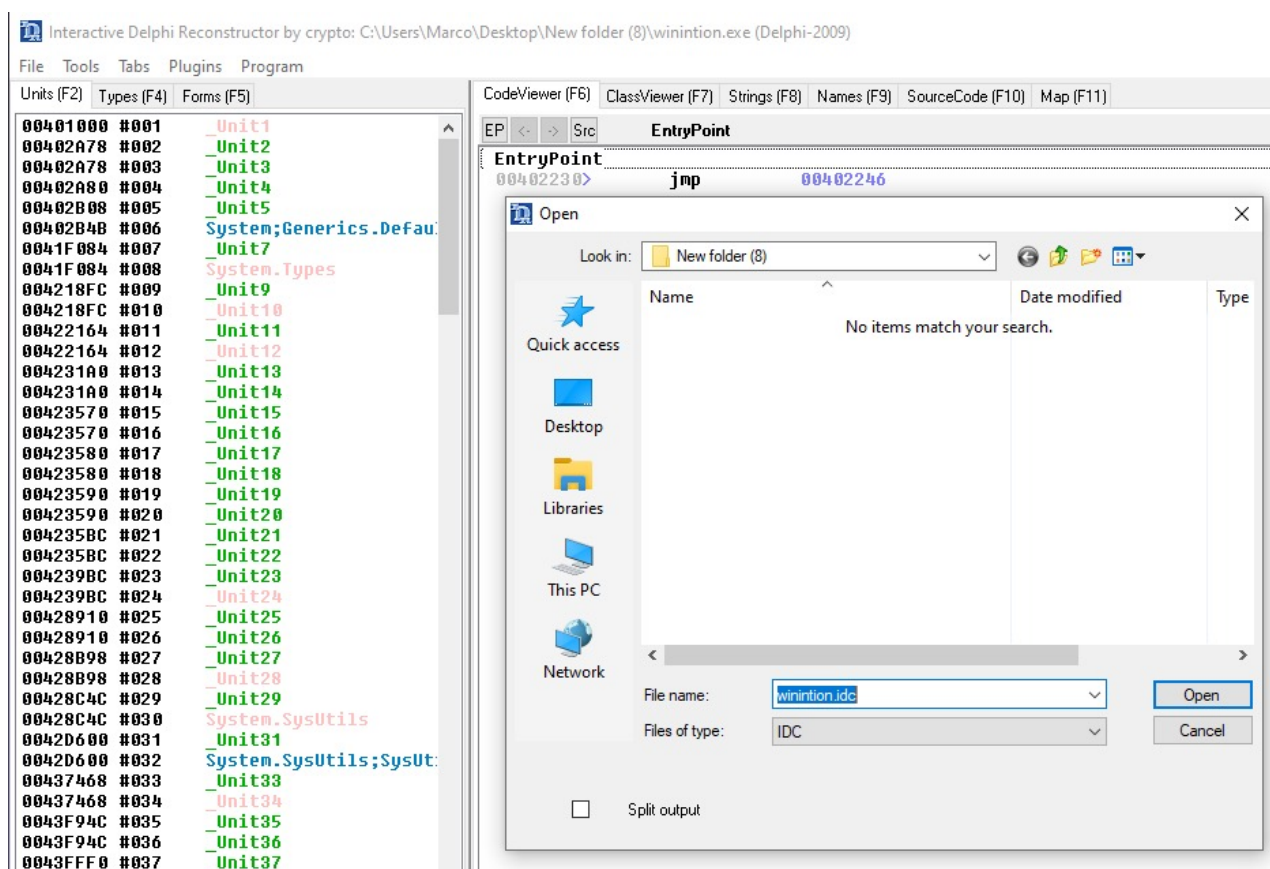 Interactive Delphi Reconstructor by crypto: C:\Users\Marco\Desktop\New folder (8)\winintion.exe (Delphi-2009)
File Tools Tabs Plugins Program
Units (F2) Types (F4) Forms (F5)
00401000 #001 _Unit1
00402A78 #002 _Unit2
00402A78 #003 _Unit3
00402A80 #004 _Unit4
00402B08 #005 _Unit5
00402B4B #006 System;Generics.Defau
0041F084 #007 _Unit7
0041F084 #008 System.Types
004218FC #009 _Unit9
004218FC #010 _Unit10
00422164 #011 _Unit11
00422164 #012 _Unit12
004231A0 #013 _Unit13
004231A0 #014 _Unit14
00423570 #015 _Unit15
00423570 #016 _Unit16
00423580 #017 _Unit17
00423580 #018 _Unit18
00423590 #019 _Unit19
00423590 #020 _Unit20
004235BC #021 _Unit21
004235BC #022 _Unit22
004239BC #023 _Unit23
004239BC #024 _Unit24
00428910 #025 _Unit25
00428910 #026 _Unit26
00428B98 #027 _Unit27
00428B98 #028 _Unit28
00428C4C #029 _Unit29
00428C4C #030 System.SysUtils
0042D600 #031 _Unit31
0042D600 #032 System.SysUtils;SysUt
00437468 #033 _Unit33
00437468 #034 _Unit34
0043F94C #035 _Unit35
0043F94C #036 _Unit36
0043FFF0 #037 _Unit37
CodeViewer (F6) ClassViewer (F7) Strings (F8) Names (F9) SourceCode (F10) Map (F11)
EP <- -> Src EntryPoint
EntryPoint
00402230> jmp 00402246
Open
Look in: New folder (8)
Name Date modified Type
No items match your search.
Quick access
Desktop
Libraries
This PC
Network
File name: winintion.idc Open
Files of type: IDC Cancel
Split output